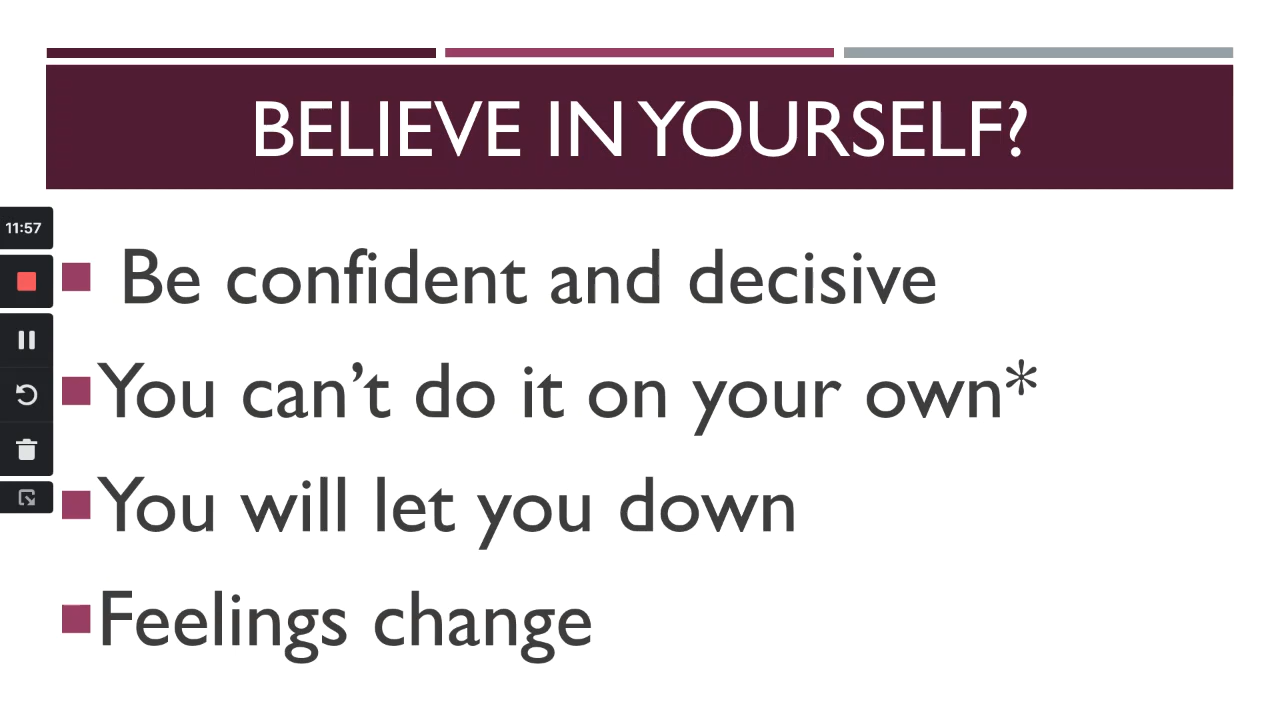 BELIEVE IN YOURSELF?
11:57
Be confident and decisive
You can’t do it on your own*
You will let you down
Feelings change